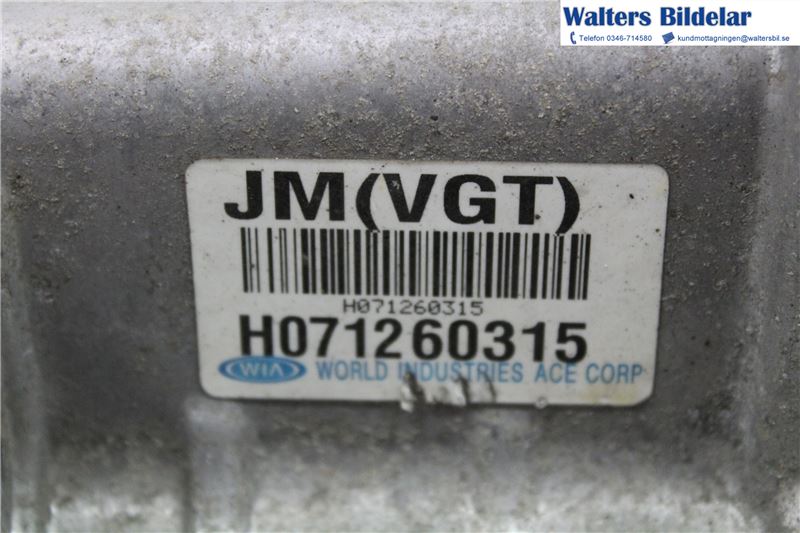 Walters Bildelar
Telefon 0346-714580 kundmottagningen@waltersbil.se
JM(VGT)
H071260315
H071260315
WIA WORLD INDUSTRIES ACE CORP